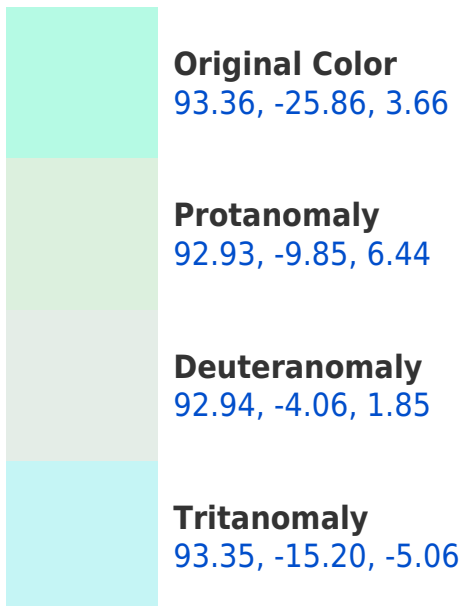 Original Color
93.36, -25.86, 3.66
Protanomaly
92.93, -9.85, 6.44
Deuteranomaly
92.94, -4.06, 1.85
Tritanomaly
93.35, -15.20, -5.06